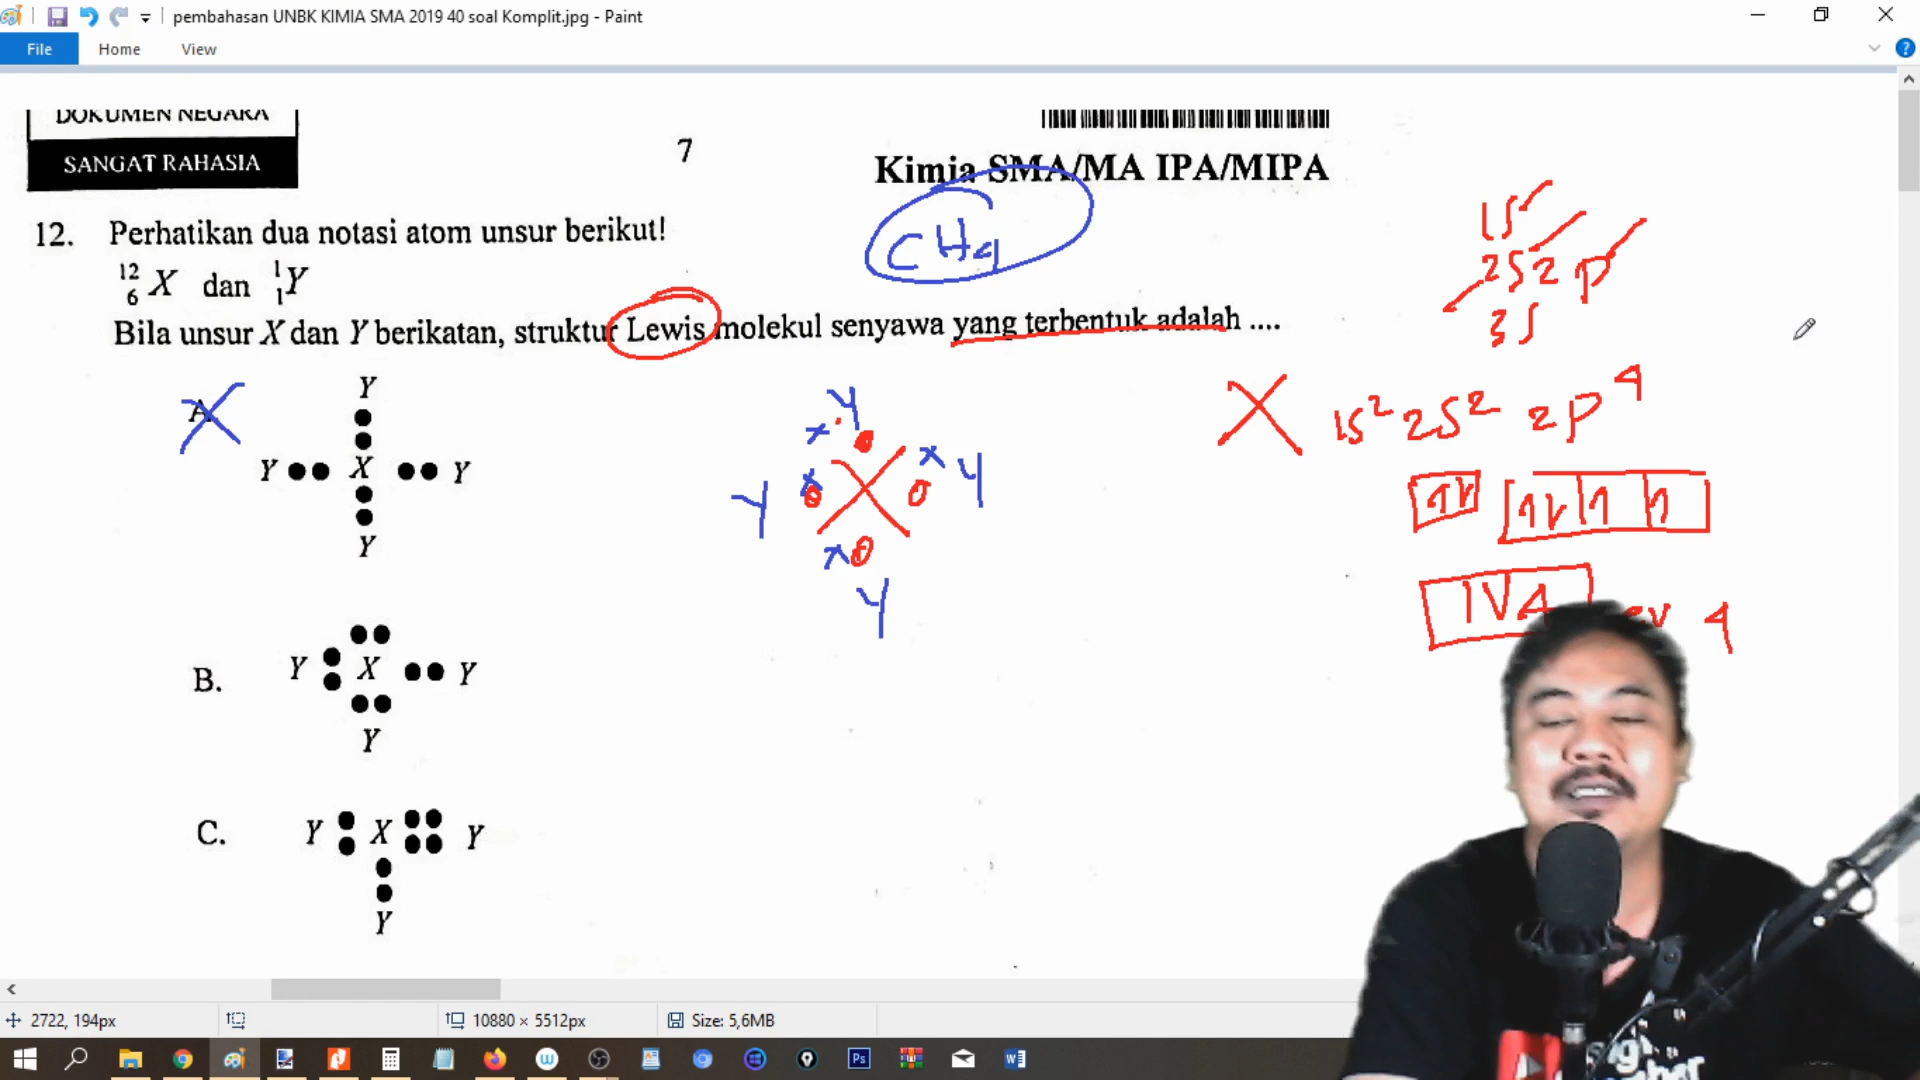 pembahasan UNBK KIMIA SMA 2019 40 soal Komplit.jpg - Paint
File Home View
DOKUMEN NEGARA
SANGAT RAHASIA
7
Kimia SMA/MA IPA/MIPA
CH4
1S
2S 2P
3S
12. Perhatikan dua notasi atom unsur berikut!
12 6 X dan 1 1 Y
Bila unsur X dan Y berikatan, struktur Lewis molekul senyawa yang terbentuk adalah ....
X 1S² 2S² 2P⁴
IVA ev 4
A.
Y
Y X Y
Y
Y
Y X Y
Y
B.
Y X Y
Y
C. Y X Y
Y
2722, 194px
10880 × 5512px
Size: 5,6MB